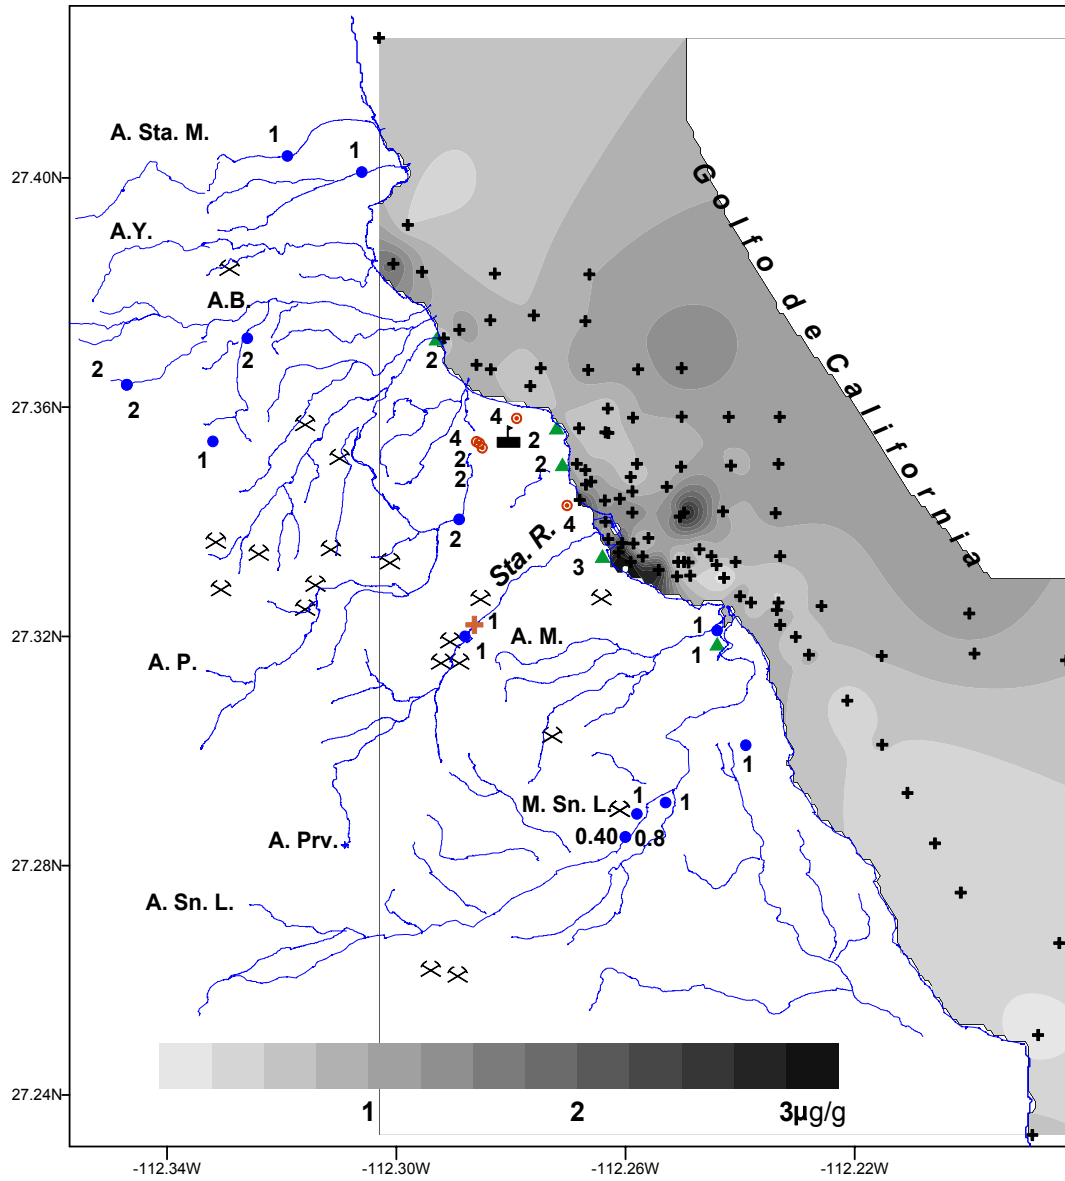 A. Sta. M.
1
1
27.40N
Golfo de California
A.Y.
A.B.
2
2
2
2
27.36N
1
4
4
2
2
2
2
2
4
Sta. R.
3
1
1
A. M.
1
1
27.32N
A. P.
1
M. Sn. L.
1
1
0.40
0.8
A. Prv.
27.28N
A. Sn. L.
27.24N
1
2
3µg/g
-112.34W
-112.30W
-112.26W
-112.22W